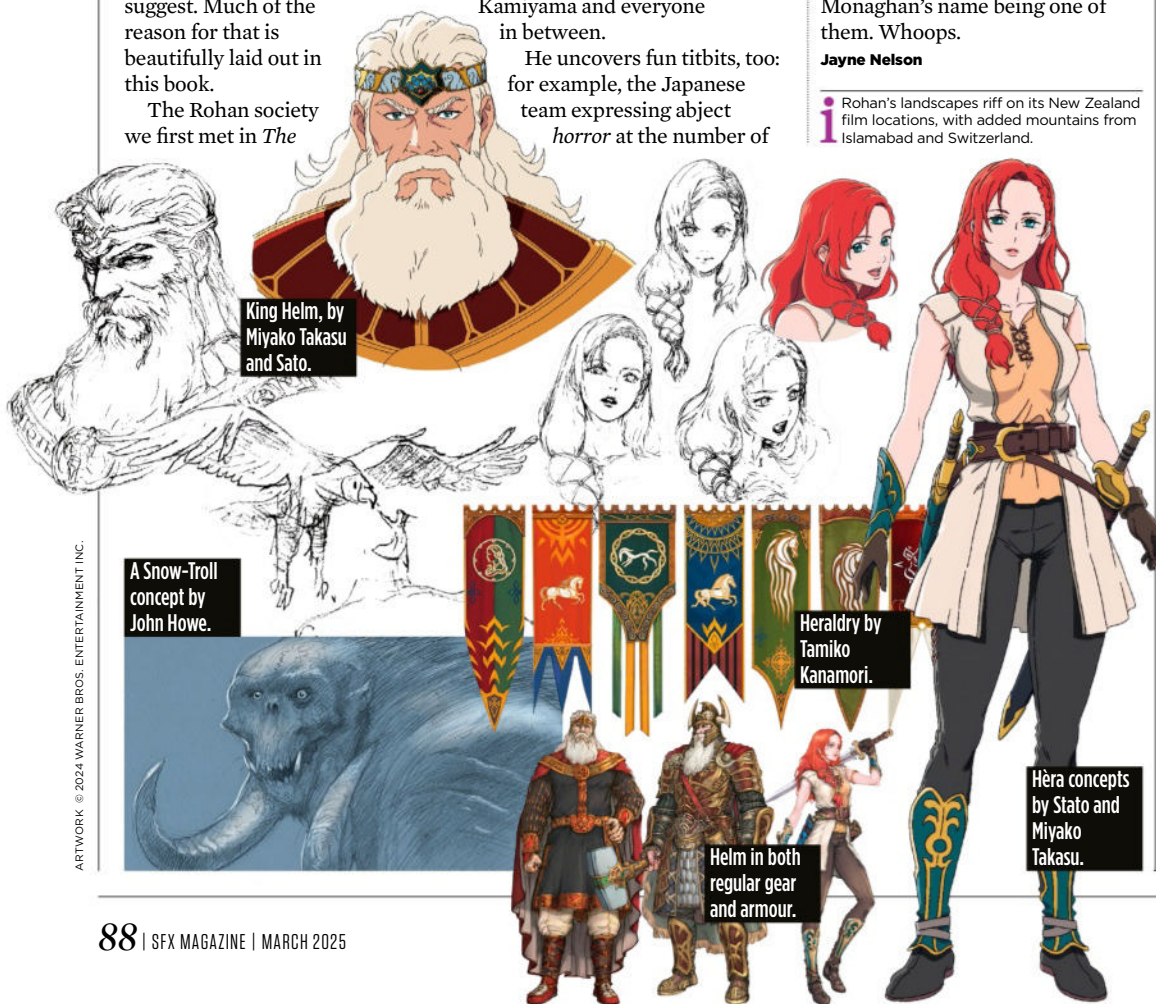 suggest. Much of the
reason for that is
beautifully laid out in
this book.
The Rohan society
we first met in The
Kamiyama and everyone
in between.
He uncovers fun titbits, too:
for example, the Japanese
team expressing abject
horror at the number of
Monaghan's name being one of
them. Whoops.
Jayne Nelson
i Rohan's landscapes riff on its New Zealand
film locations, with added mountains from
Islamabad and Switzerland.
King Helm, by
Miyako Takasu
and Sato.
A Snow-Troll
concept by
John Howe.
Heraldry by
Tamiko
Kanamori.
Helm in both
regular gear
and armour.
Hèra concepts
by Stato and
Miyako
Takasu.
ARTWORK © 2024 WARNER BROS. ENTERTAINMENT INC.
88 | SFX MAGAZINE | MARCH 2025